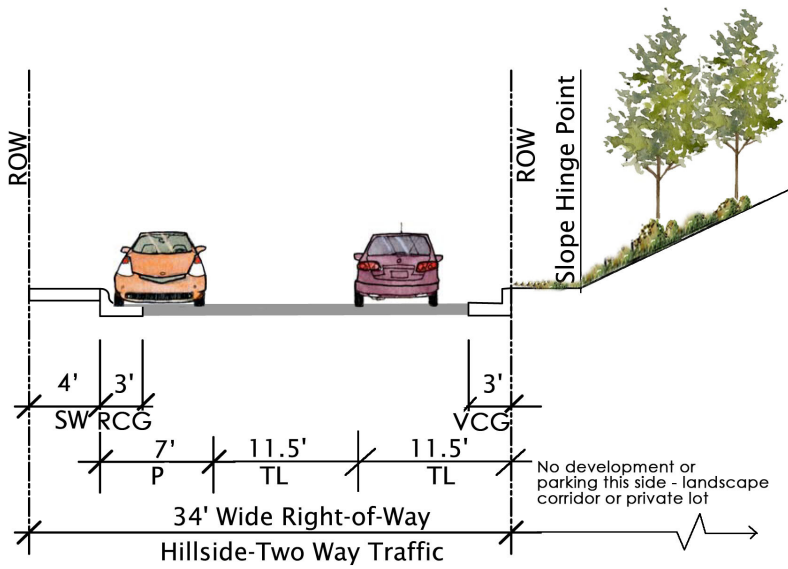 ROW
ROW
Slope Hinge Point
4’
3'
3'
SW
RCG
VCG
7’
11.5'
11.5'
P
TL
TL
No development or
parking this side - landscape
corridor or private lot
34' Wide Right-of-Way
Hillside-Two Way Traffic